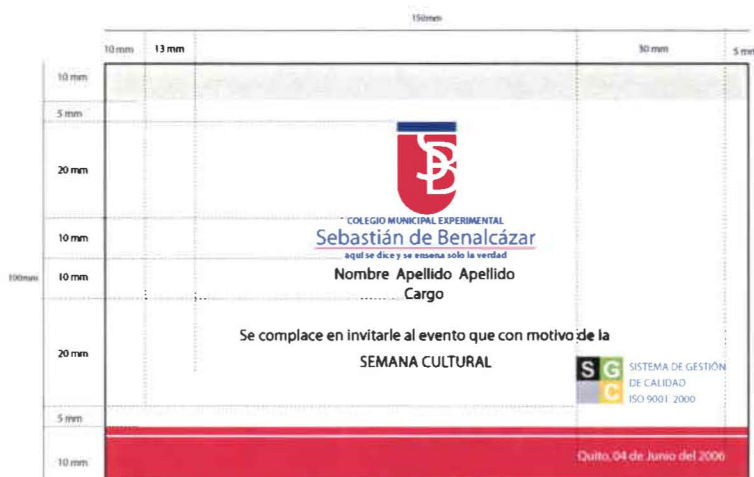 150mm
10 mm 13 mm 30 mm 5 mm
10 mm
5 mm
20 mm
SB
COLEGIO MUNICIPAL EXPERIMENTAL
10 mm
Sebastián de Benalcázar
aquí se dice y se ensena solo la verdad
100mm
10 mm
Nombre Apellido Apellido
Cargo
Se complace en invitarle al evento que con motivo de la
20 mm
SEMANA CULTURAL
SG
C
SISTEMA DE GESTIÓN
DE CALIDAD
ISO 9001: 2000
5 mm
10 mm
Quito, 04 de Junio del 2006